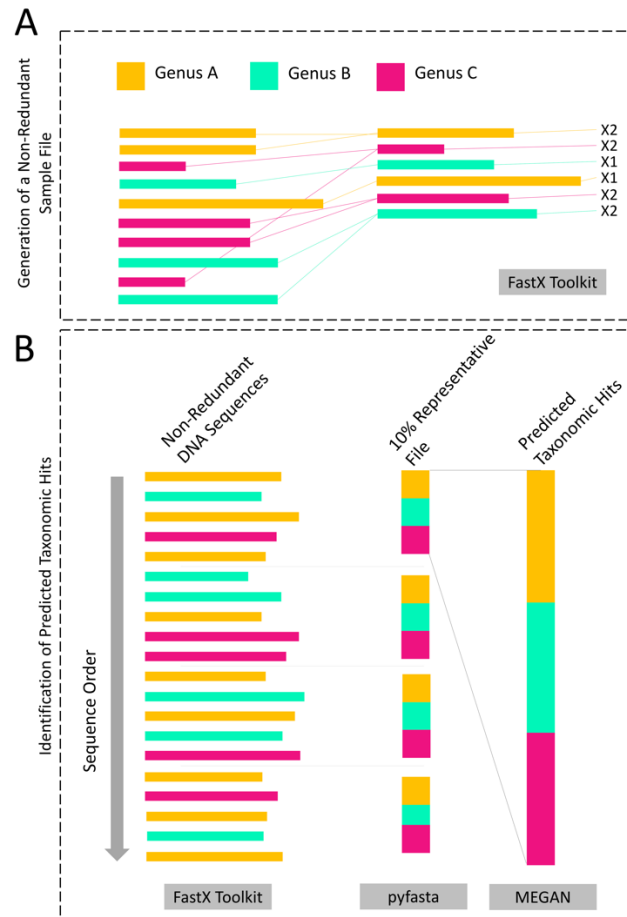 A
Generation of a Non-Redundant
Sample File
Genus A
Genus B
Genus C
X2
X2
X1
X1
X2
X2
FastX Toolkit
B
Identification of Predicted Taxonomic Hits
Non-Redundant
DNA Sequences
10% Representative
File
Predicted
Taxonomic Hits
Sequence Order
FastX Toolkit
pyfasta
MEGAN